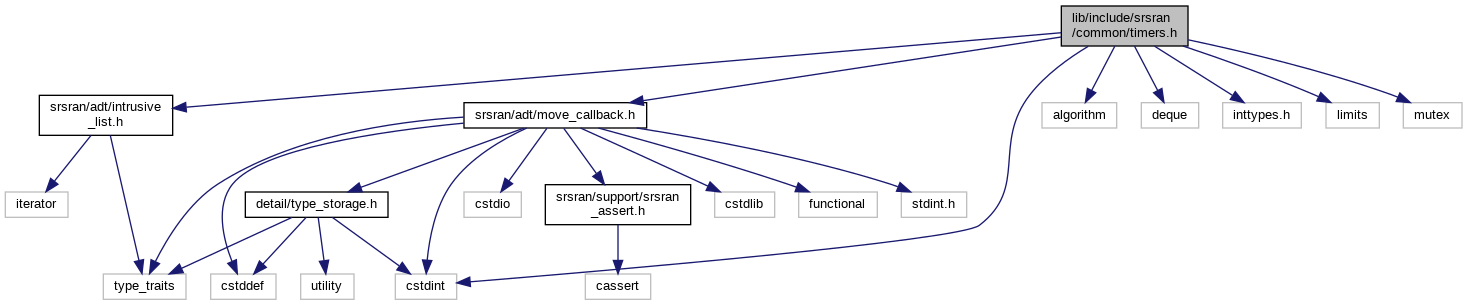 lib/include/srsran
/common/timers.h
srsran/adt/intrusive
_list.h
srsran/adt/move_callback.h
algorithm
deque
inttypes.h
limits
mutex
iterator
detail/type_storage.h
cstdio
srsran/support/srsran
_assert.h
cstdlib
functional
stdint.h
type_traits
cstddef
utility
cstdint
cassert